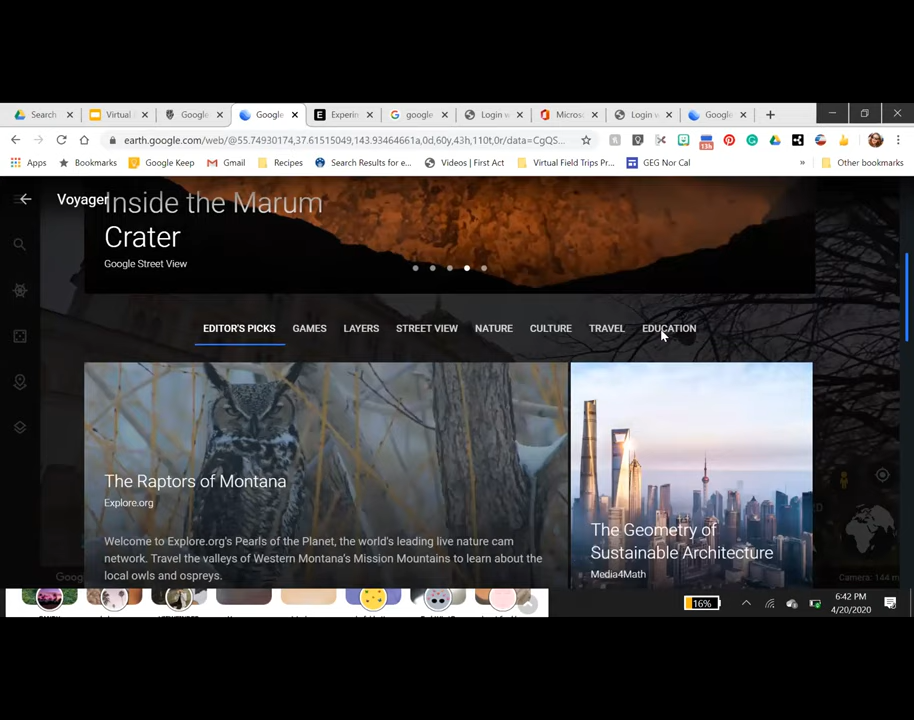 Search
Virtual
Google
Google
Experin
google
Login w
Microso
Login w
Google
earth.google.com/web/@55.74930174,37.61515049,143.93464661a,0d,60y,43h,110t,0r/data=CgQS...
13h
Apps
Bookmarks
Google Keep
Gmail
Recipes
Search Results for e...
Videos | First Act
Virtual Field Trips Pr...
GEG Nor Cal
»
Other bookmarks
Voyager
Inside the Marum
Crater
Google Street View
EDITOR'S PICKS
GAMES
LAYERS
STREET VIEW
NATURE
CULTURE
TRAVEL
EDUCATION
The Raptors of Montana
Explore.org
Welcome to Explore.org's Pearls of the Planet, the world's leading live nature cam
network. Travel the valleys of Western Montana's Mission Mountains to learn about the
local owls and ospreys.
The Geometry of
Sustainable Architecture
Media4Math
Goog
Camera: 144 m
16%
6:42 PM
4/20/2020